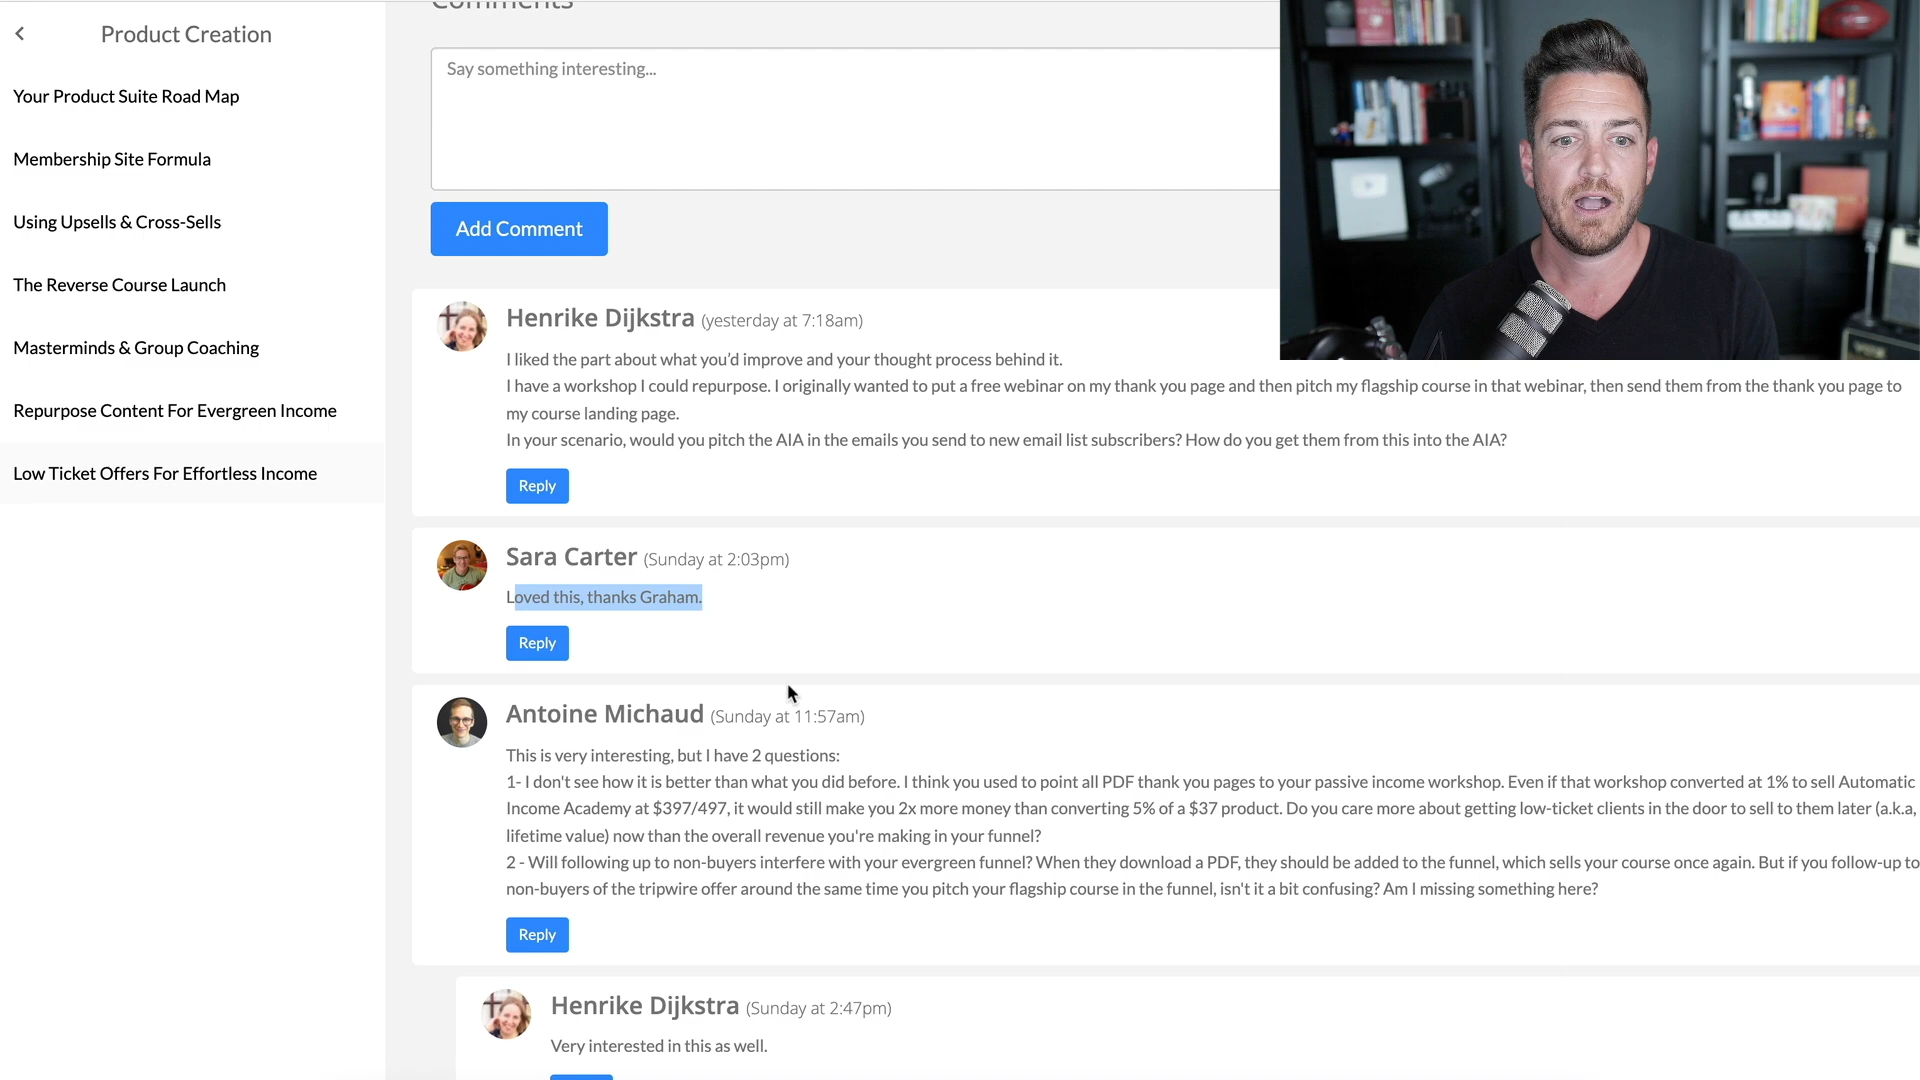 Comments
Product Creation
Your Product Suite Road Map
Membership Site Formula
Using Upsells & Cross-Sells
The Reverse Course Launch
Masterminds & Group Coaching
Repurpose Content For Evergreen Income
Low Ticket Offers For Effortless Income
Say something interesting...
Add Comment
Henrike Dijkstra (yesterday at 7:18am)
I liked the part about what you'd improve and your thought process behind it.
I have a workshop I could repurpose. I originally wanted to put a free webinar on my thank you page and then pitch my flagship course in that webinar, then send them from the thank you page to
my course landing page.
In your scenario, would you pitch the AIA in the emails you send to new email list subscribers? How do you get them from this into the AIA?
Reply
Sara Carter (Sunday at 2:03pm)
Loved this, thanks Graham.
Reply
Antoine Michaud (Sunday at 11:57am)
This is very interesting, but I have 2 questions:
1- I don't see how it is better than what you did before. I think you used to point all PDF thank you pages to your passive income workshop. Even if that workshop converted at 1% to sell Automatic
Income Academy at $397/497, it would still make you 2x more money than converting 5% of a $37 product. Do you care more about getting low-ticket clients in the door to sell to them later (a.k.a,
lifetime value) now than the overall revenue you're making in your funnel?
2 - Will following up to non-buyers interfere with your evergreen funnel? When they download a PDF, they should be added to the funnel, which sells your course once again. But if you follow-up to
non-buyers of the tripwire offer around the same time you pitch your flagship course in the funnel, isn't it a bit confusing? Am I missing something here?
Reply
Henrike Dijkstra (Sunday at 2:47pm)
Very interested in this as well.